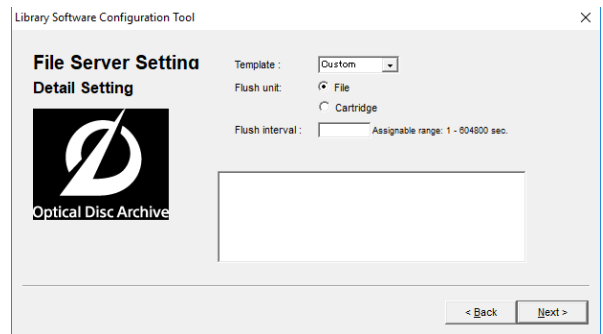 Library Software Configuration Tool
File Server Setting
Detail Setting
Optical Disc Archive
Template :
Custom
Flush unit:
File
Cartridge
Flush interval :
Assignable range: 1 - 604800 sec.
< Back
Next >